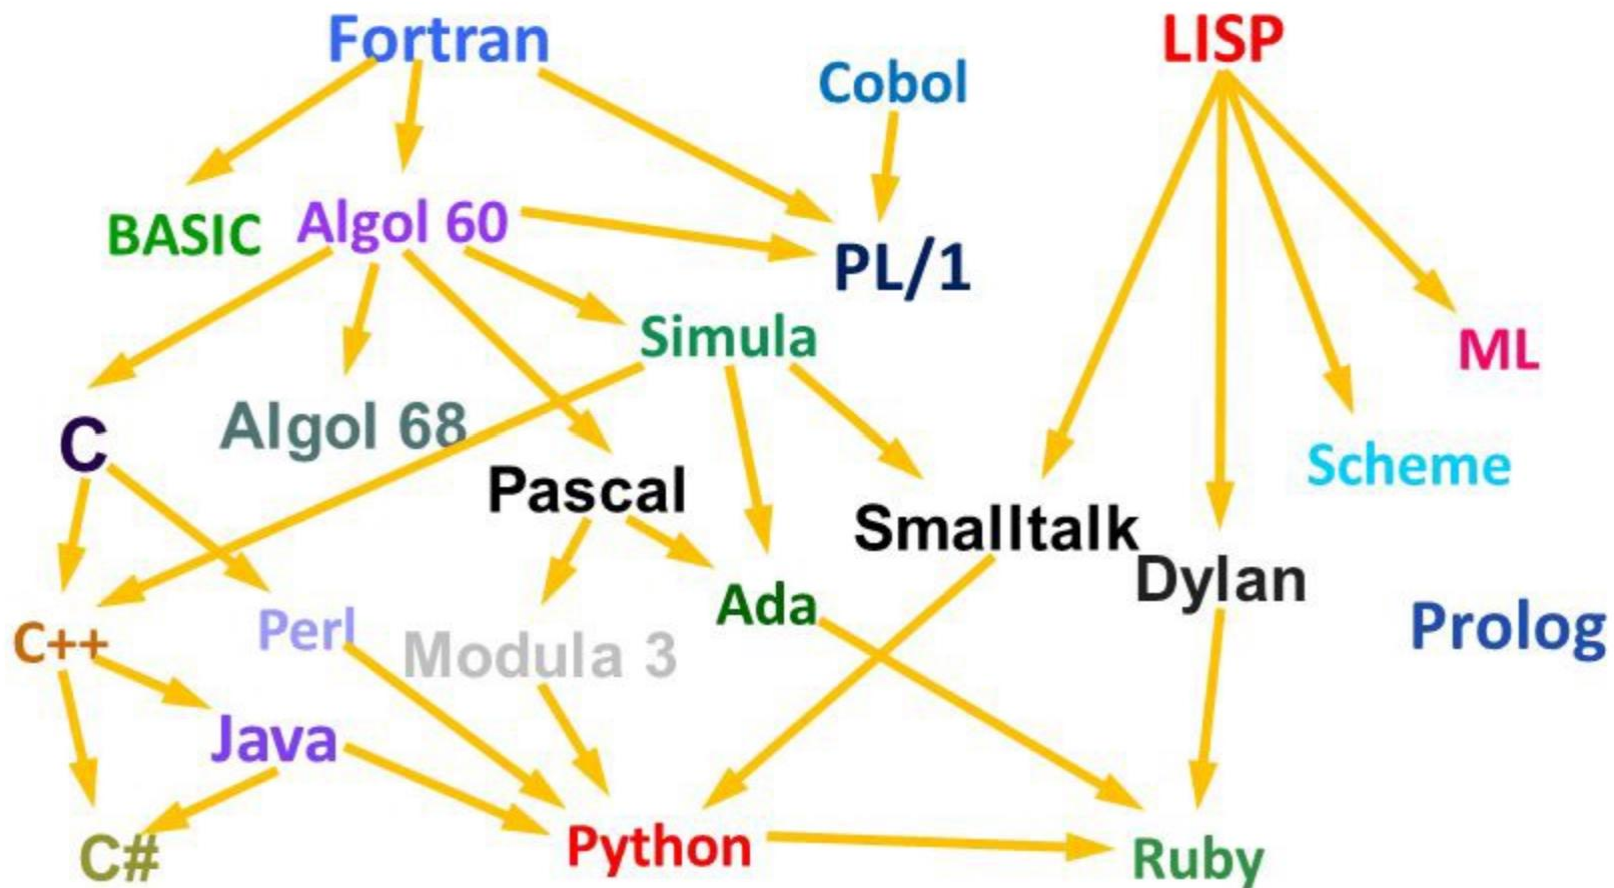 Fortran
LISP
Cobol
BASIC
Algol 60
PL/1
Simula
ML
C
Algol 68
Scheme
Pascal
Smalltalk
Dylan
Ada
Prolog
C++
Perl
Modula 3
Java
C#
Python
Ruby